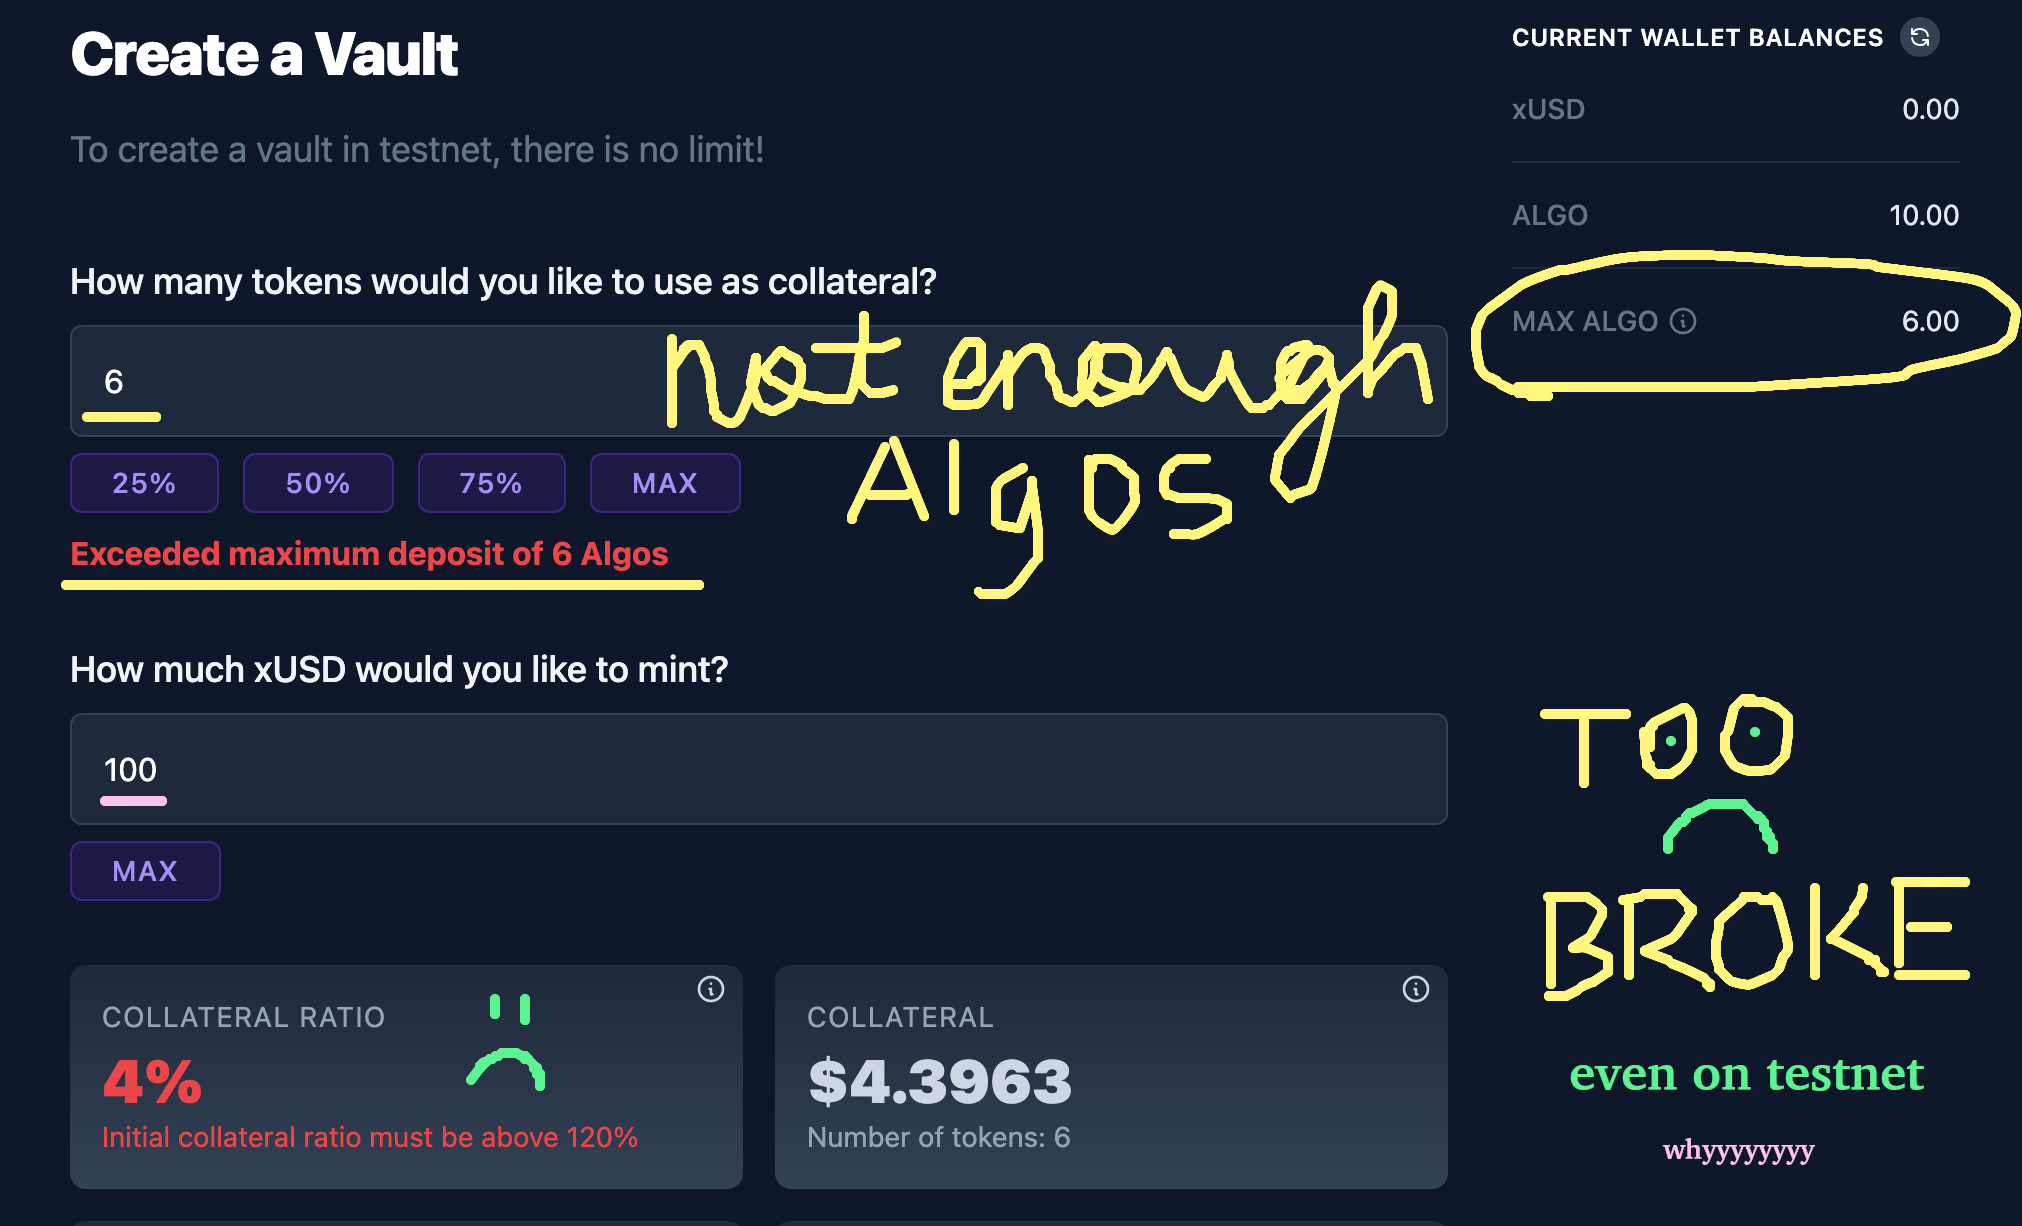 Create a Vault
To create a vault in testnet, there is no limit!
How many tokens would you like to use as collateral?
6
not enough
Algos
25% 50% 75% MAX
Exceeded maximum deposit of 6 Algos
How much xUSD would you like to mint?
100
MAX
COLLATERAL RATIO
4%
Initial collateral ratio must be above 120%
COLLATERAL
$4.3963
Number of tokens: 6
CURRENT WALLET BALANCES
xUSD 0.00
ALGO 10.00
MAX ALGO 6.00
TOO
BROKE
even on testnet
whyyyyyyyy